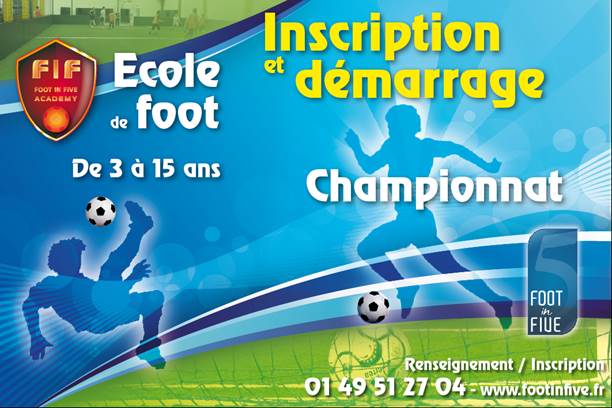 FIF
FOOT IN FIVE
ACADEMY
Ecole
de foot
De 3 à 15 ans
Inscription
et démarrage
Championnat
5
FOOT
in
FIVE
Renseignement / Inscription
01 49 51 27 04 - www.footinfive.fr